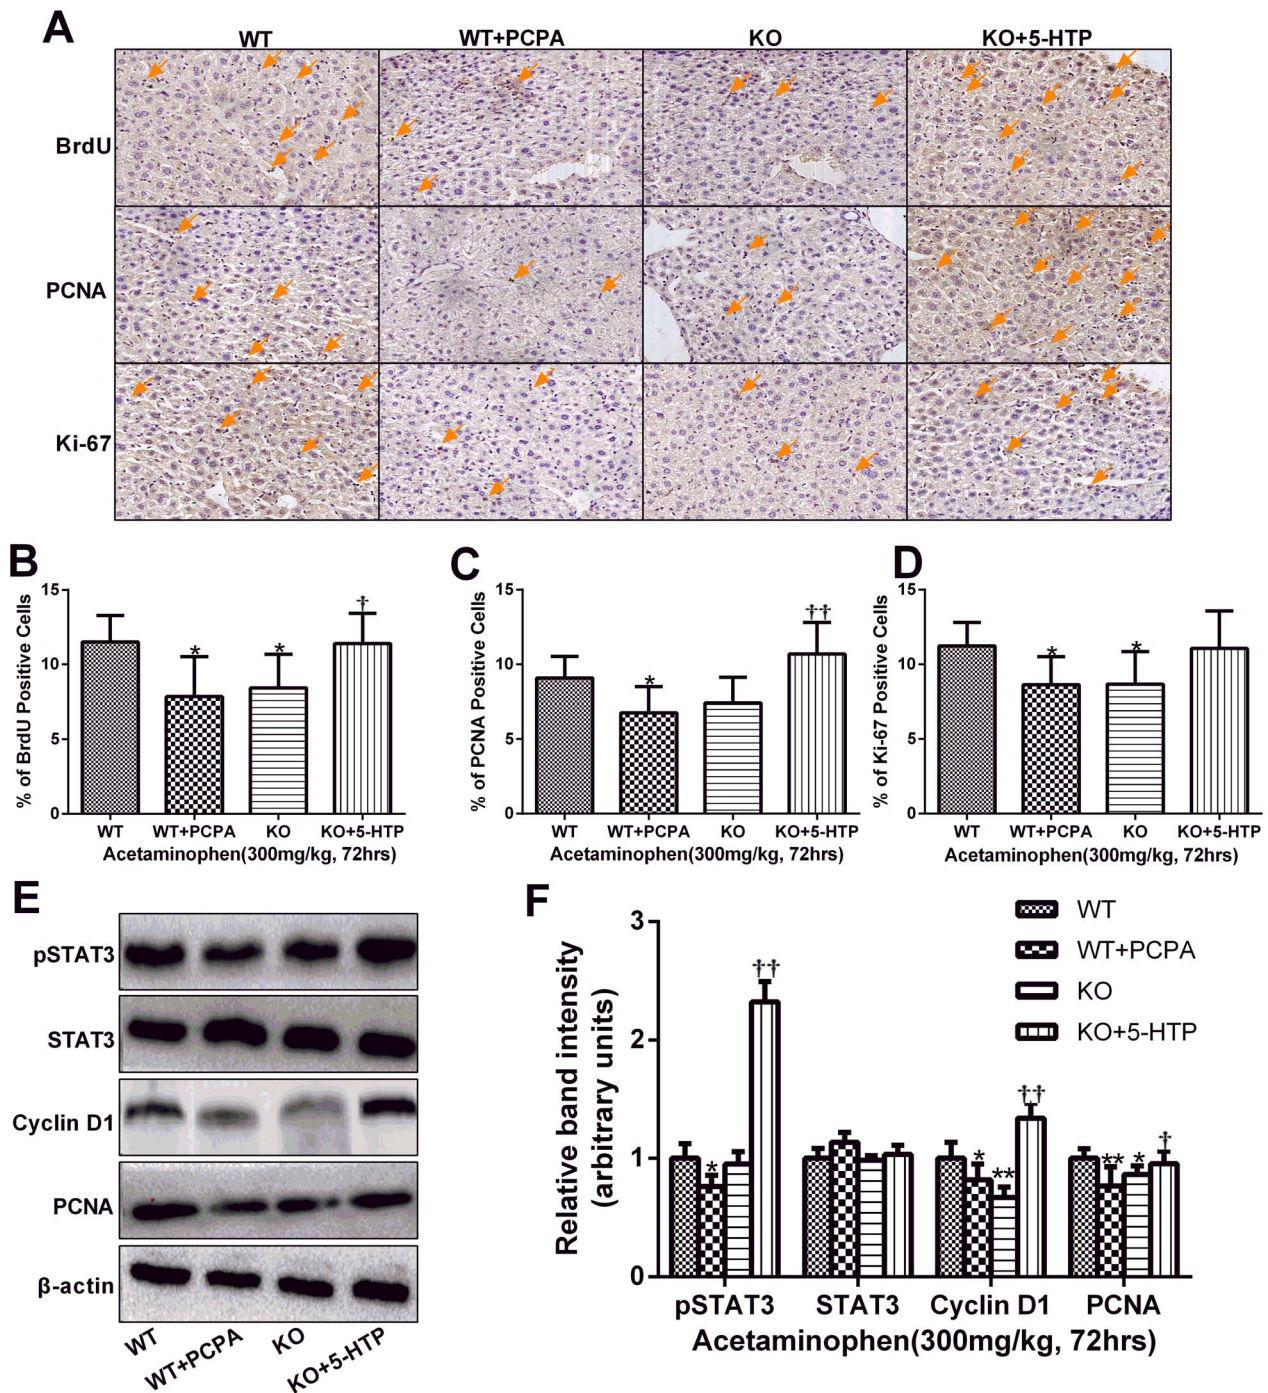 A
WT WT+PCPA KO KO+5-HTP
BrdU
PCNA
Ki-67
B
% of BrdU Positive Cells
15
10
5
0
* * †
WT WT+PCPA KO KO+5-HTP
Acetaminophen(300mg/kg, 72hrs)
C
% of PCNA Positive Cells
15
10
5
0
* ††
WT WT+PCPA KO KO+5-HTP
Acetaminophen(300mg/kg, 72hrs)
D
% of Ki-67 Positive Cells
15
10
5
0
* *
WT WT+PCPA KO KO+5-HTP
Acetaminophen(300mg/kg, 72hrs)
E
pSTAT3
STAT3
Cyclin D1
PCNA
β-actin
WT WT+PCPA KO KO+5-HTP
F
Relative band intensity
(arbitrary units)
3
2
1
0
WT
WT+PCPA
KO
KO+5-HTP
* †† * ** †† ** * †
pSTAT3 STAT3 Cyclin D1 PCNA
Acetaminophen(300mg/kg, 72hrs)